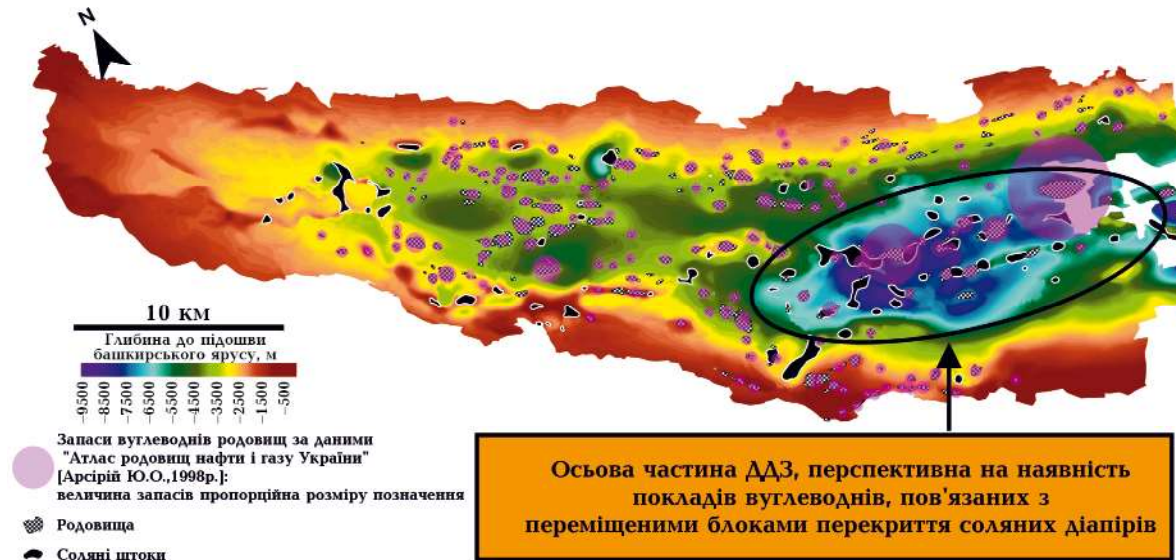 N
10 км
Глибина до підошви
башкирського ярусу, м
-9500 -8500 -7500 -6500 -5500 -4500 -3500 -2500 -1500 -500
Запаси вуглеводнів родовищ за даними
"Атлас родовищ нафти і газу України"
[Арсірій Ю.О.,1998р.]:
величина запасів пропорційна розміру позначення
Родовища
Соляні штоки
Осьова частина ДДЗ, перспективна на наявність
покладів вуглеводнів, пов'язаних з
переміщеними блоками перекриття соляних діапірів